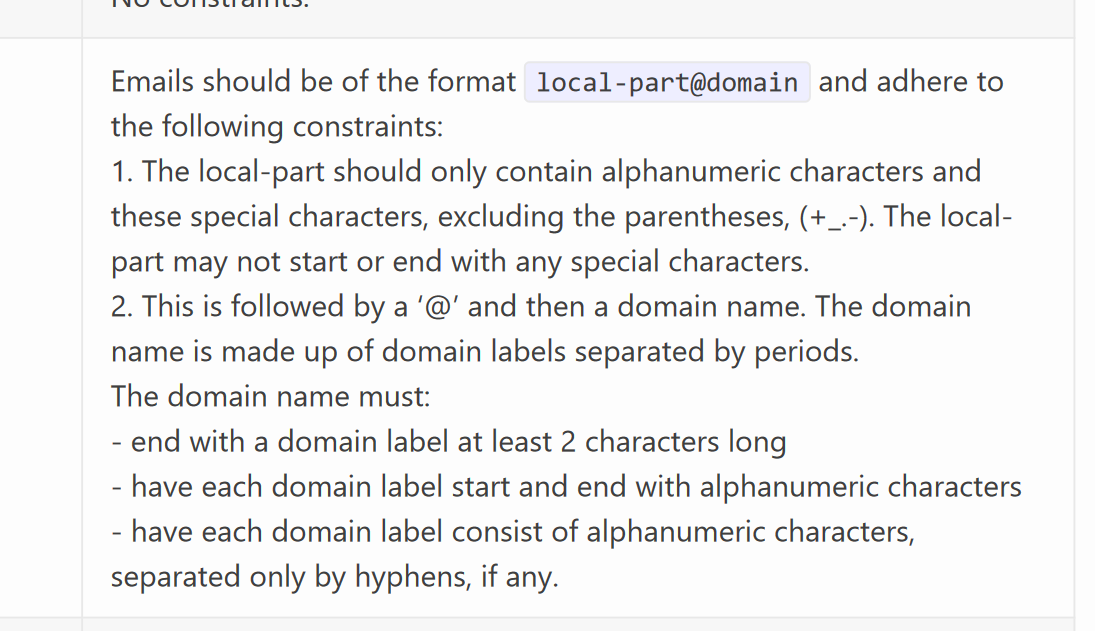 No constraints.
Emails should be of the format local-part@domain and adhere to
the following constraints:
1. The local-part should only contain alphanumeric characters and
these special characters, excluding the parentheses, (+_.-). The local-
part may not start or end with any special characters.
2. This is followed by a ‘@’ and then a domain name. The domain
name is made up of domain labels separated by periods.
The domain name must:
- end with a domain label at least 2 characters long
- have each domain label start and end with alphanumeric characters
- have each domain label consist of alphanumeric characters,
separated only by hyphens, if any.